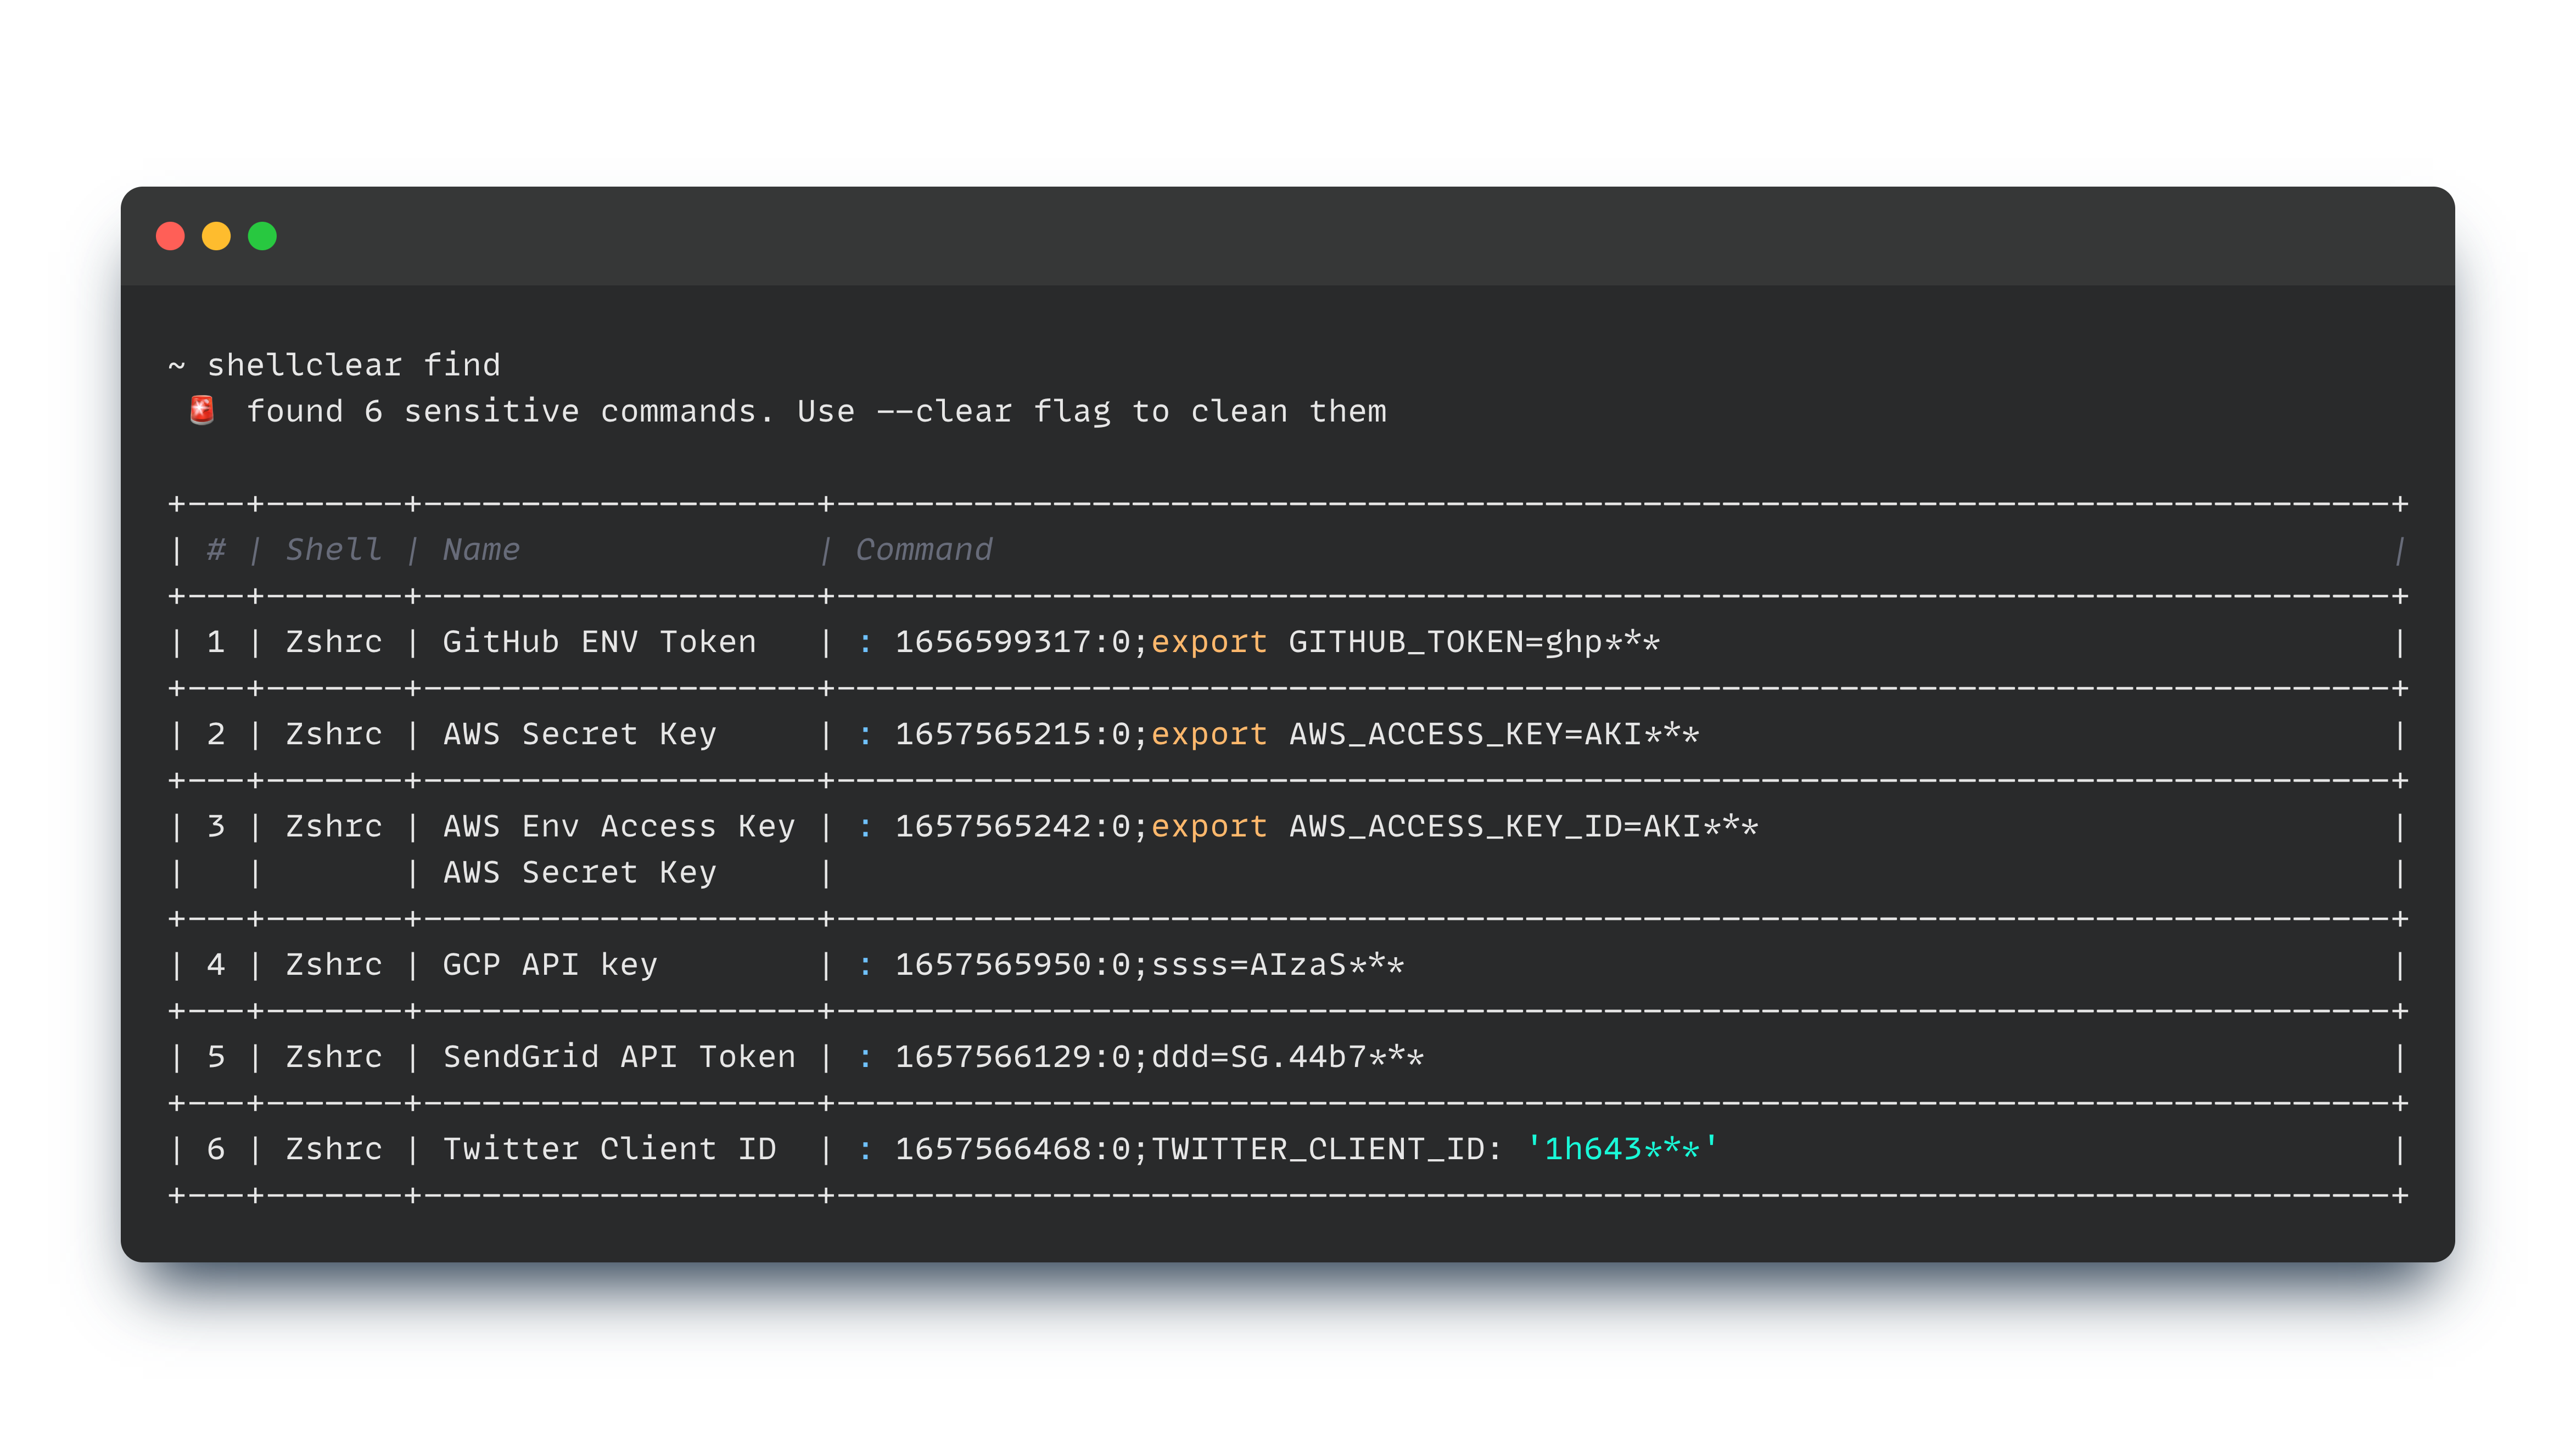 ~ shellclear find
🚨 found 6 sensitive commands. Use --clear flag to clean them
+---+-------+--------------------+-------------------------------------------------------------------------------+
| # | Shell | Name               | Command                                                                       |
+---+-------+--------------------+-------------------------------------------------------------------------------+
| 1 | Zshrc | GitHub ENV Token   | : 1656599317:0;export GITHUB_TOKEN=ghp***                                     |
+---+-------+--------------------+-------------------------------------------------------------------------------+
| 2 | Zshrc | AWS Secret Key     | : 1657565215:0;export AWS_ACCESS_KEY=AKI***                                   |
+---+-------+--------------------+-------------------------------------------------------------------------------+
| 3 | Zshrc | AWS Env Access Key | : 1657565242:0;export AWS_ACCESS_KEY_ID=AKI***                                |
|   |       | AWS Secret Key     |                                                                               |
+---+-------+--------------------+-------------------------------------------------------------------------------+
| 4 | Zshrc | GCP API key        | : 1657565950:0;ssss=AIzaS***                                                  |
+---+-------+--------------------+-------------------------------------------------------------------------------+
| 5 | Zshrc | SendGrid API Token | : 1657566129:0;ddd=SG.44b7***                                                 |
+---+-------+--------------------+-------------------------------------------------------------------------------+
| 6 | Zshrc | Twitter Client ID  | : 1657566468:0;TWITTER_CLIENT_ID: '1h643***'                                  |
+---+-------+--------------------+-------------------------------------------------------------------------------+